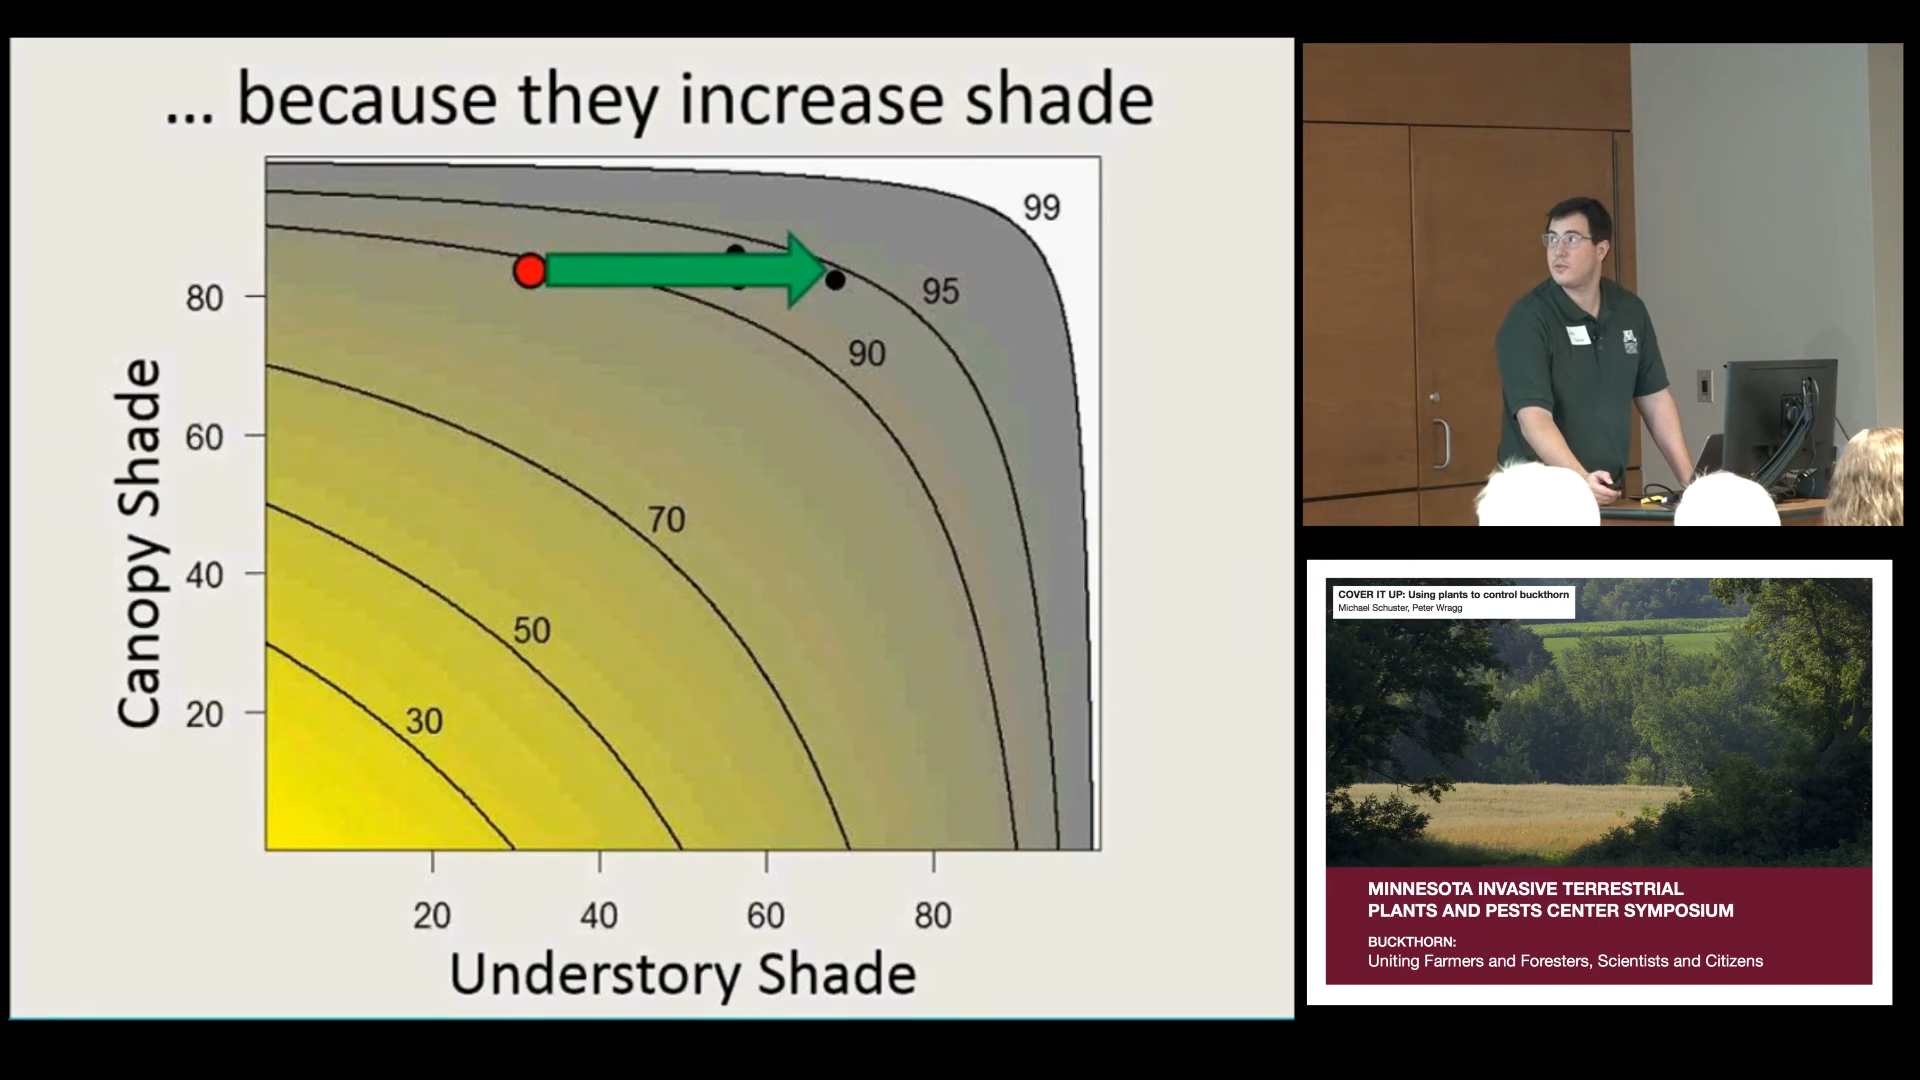 ... because they increase shade
99
95
90
80
60
70
40
50
30
20
Canopy Shade
20 40 60 80
Understory Shade
COVER IT UP: Using plants to control buckthorn
Michael Schuster, Peter Wragg
MINNESOTA INVASIVE TERRESTRIAL
PLANTS AND PESTS CENTER SYMPOSIUM
BUCKTHORN:
Uniting Farmers and Foresters, Scientists and Citizens